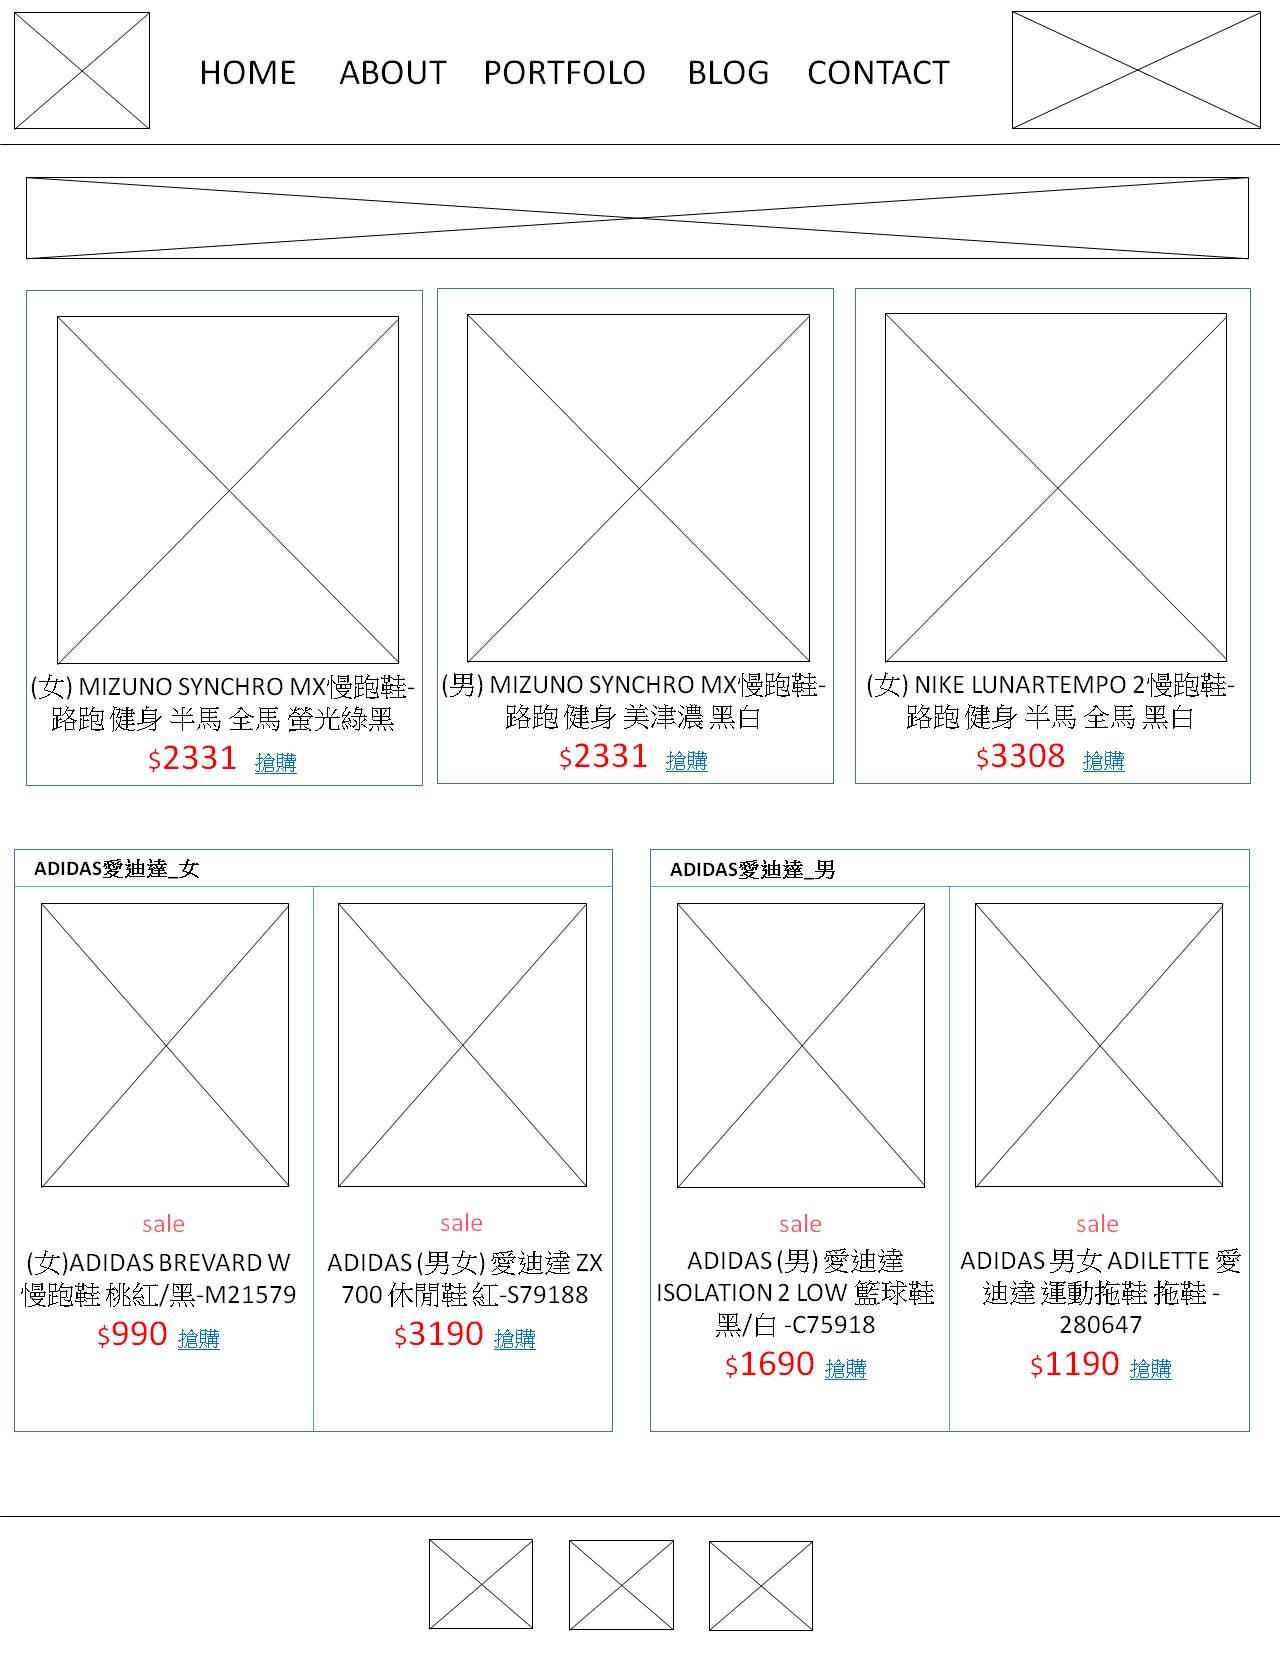 HOME ABOUT PORTFOLO BLOG CONTACT
(女) MIZUNO SYNCHRO MX慢跑鞋-
路跑 健身 半馬 全馬 螢光綠黑
$2331 搶購
(男) MIZUNO SYNCHRO MX慢跑鞋-
路跑 健身 美津濃 黑白
$2331 搶購
(女) NIKE LUNARTEMPO 2慢跑鞋-
路跑 健身 半馬 全馬 黑白
$3308 搶購
ADIDAS愛迪達_女
sale
(女)ADIDAS BREVARD W
慢跑鞋 桃紅/黑-M21579
$990 搶購
sale
ADIDAS (男女) 愛迪達 ZX
700 休閒鞋 紅-S79188
$3190 搶購
ADIDAS愛迪達_男
sale
ADIDAS (男) 愛迪達
ISOLATION 2 LOW 籃球鞋
黑/白 -C75918
$1690 搶購
sale
ADIDAS 男女 ADILETTE 愛
迪達 運動拖鞋 拖鞋 -
280647
$1190 搶購